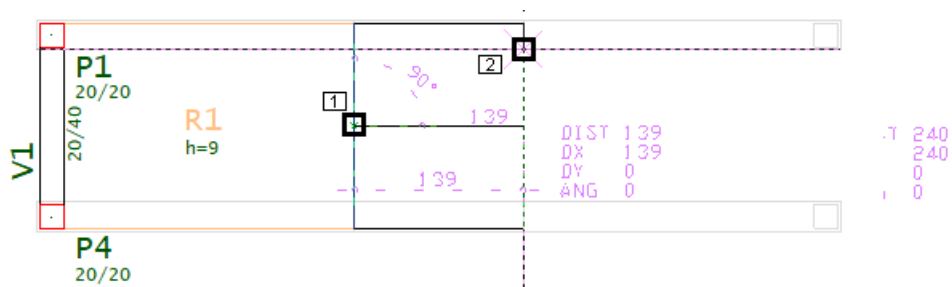 P1
20/20
2
90°
1
139
20/40
R1
h=9
V1
DIST 139
DX 139
DY 0
ANG 0
240
240
0
0
139
P4
20/20